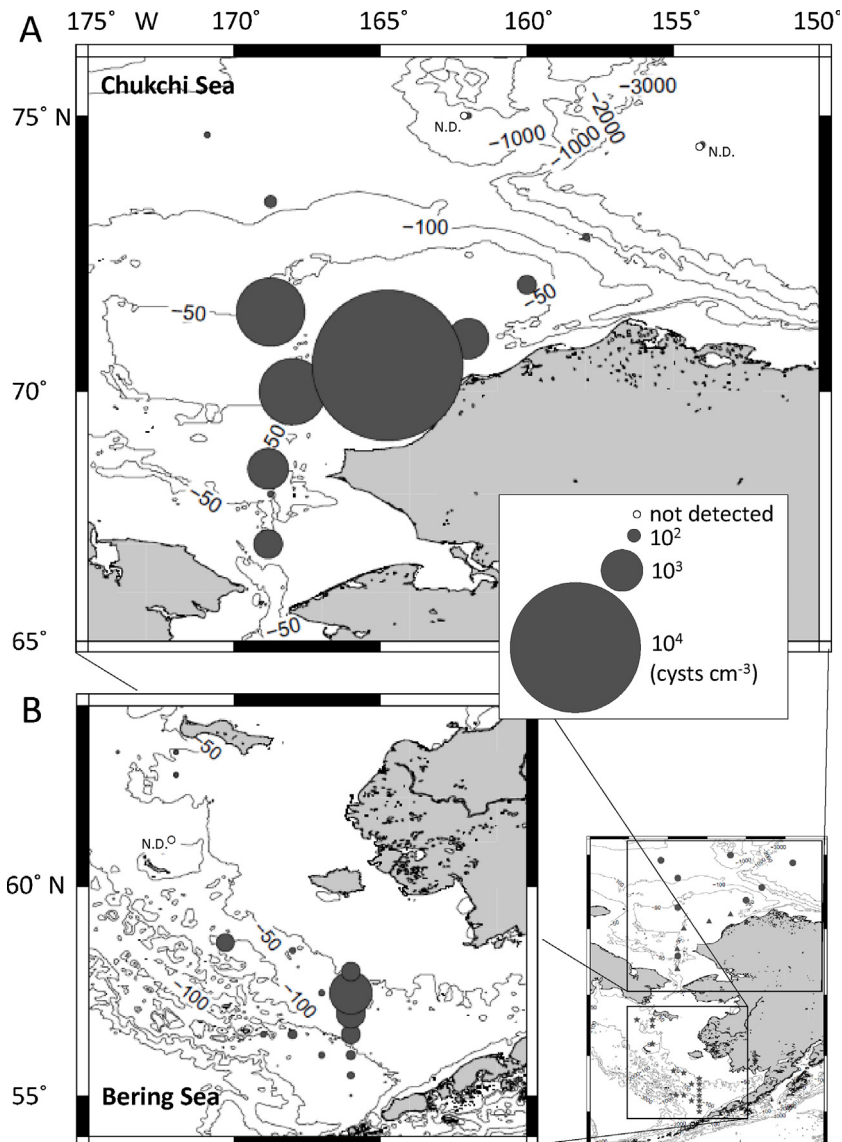 A
175° W 170° 165° 160° 155° 150°
Chukchi Sea
75° N
70°
65°
N.D.
N.D.
−3000
−2000
−1000
−1000
−100
−50
−50
−50
−50
−50
not detected
10²
10³
10⁴
(cysts cm⁻³)
B
−50
N.D.
60° N
−50
−100
−100
55°
Bering Sea